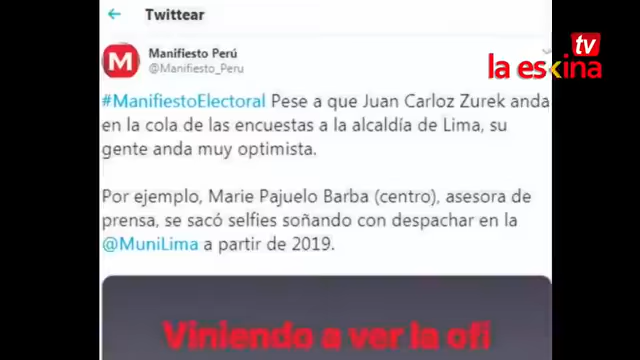 Twittear
tv
la eskina
M
Manifiesto Perú
@Manifiesto_Peru
#ManifiestoElectoral Pese a que Juan Carloz Zurek anda
en la cola de las encuestas a la alcaldía de Lima, su
gente anda muy optimista.
Por ejemplo, Marie Pajuelo Barba (centro), asesora de
prensa, se sacó selfies soñando con despachar en la
@MuniLima a partir de 2019.
Viniendo a ver la ofi